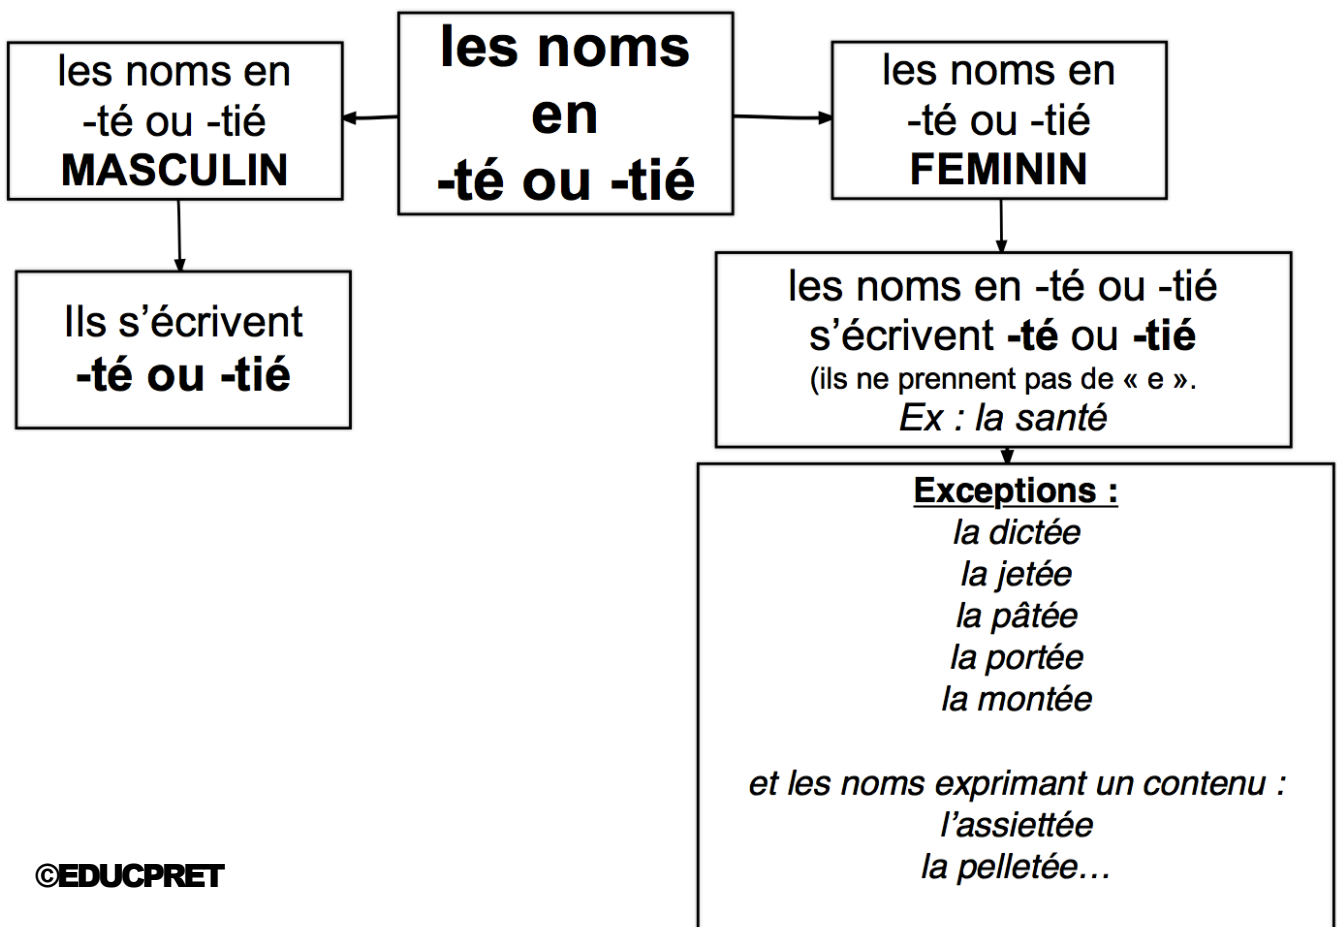 les noms
en
-té ou -tié
les noms en
-té ou -tié
MASCULIN
Ils s’écrivent
-té ou -tié
les noms en
-té ou -tié
FEMININ
les noms en -té ou -tié
s’écrivent -té ou -tié
(ils ne prennent pas de « e ».
Ex : la santé
Exceptions :
la dictée
la jetée
la pâtée
la portée
la montée
et les noms exprimant un contenu :
l’assiettée
la pelletée…
©EDUCPRET